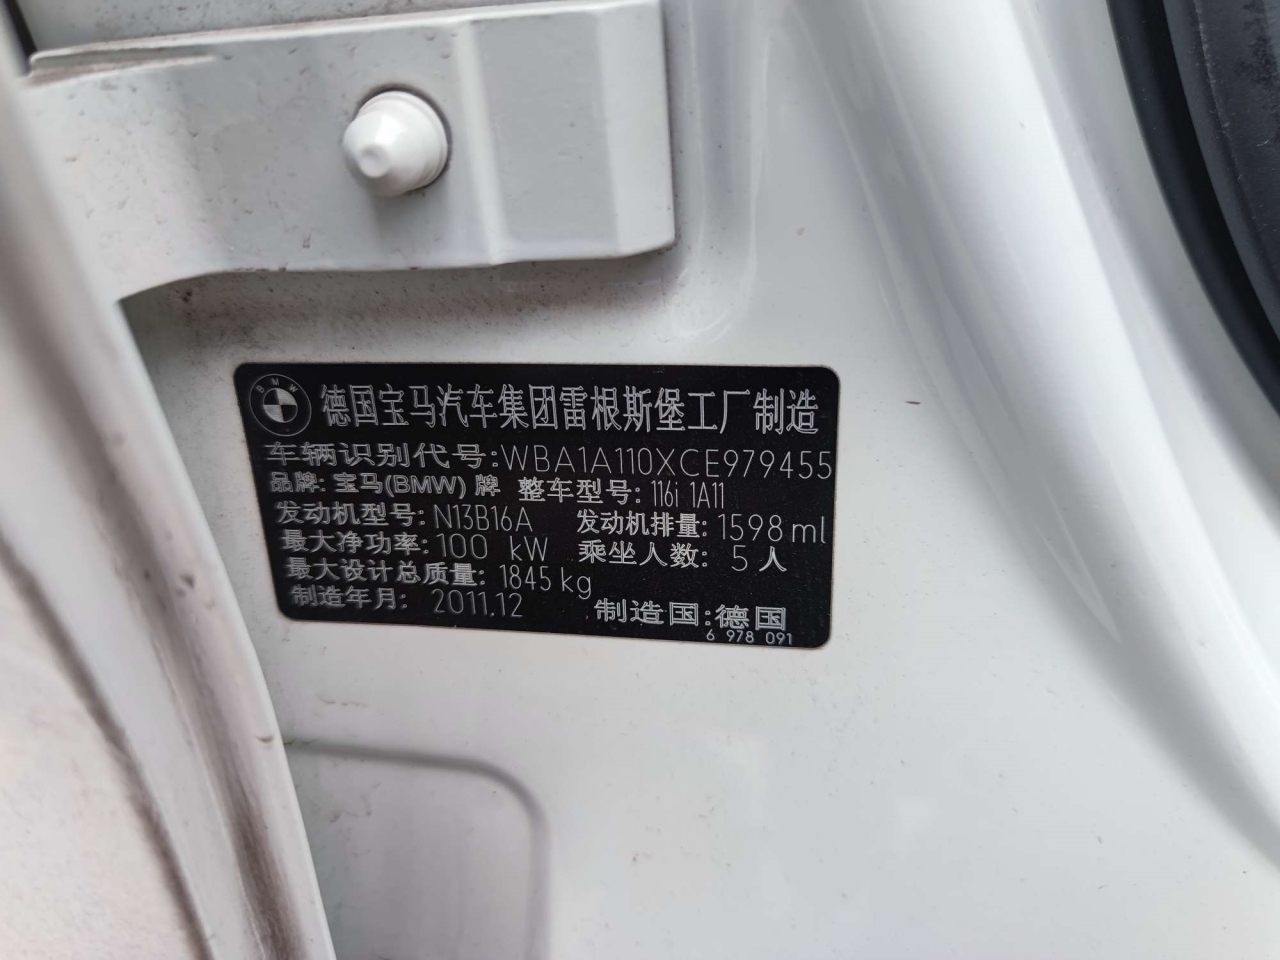 BMW 德国宝马汽车集团雷根斯堡工厂制造
车辆识别代号:WBA1A110XCE979455
品牌: 宝马(BMW) 牌 整车型号: 116i 1A11
发动机型号: N13B16A 发动机排量: 1598 ml
最大净功率: 100 kW 乘坐人数: 5 人
最大设计总质量: 1845 kg
制造年月: 2011.12 制造国: 德国
6 978 091